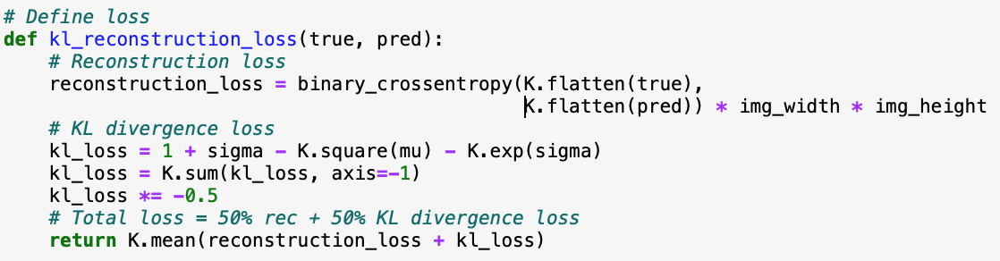 # Define loss
def kl_reconstruction_loss(true, pred):
    # Reconstruction loss
    reconstruction_loss = binary_crossentropy(K.flatten(true),
                                              K.flatten(pred)) * img_width * img_height
    # KL divergence loss
    kl_loss = 1 + sigma - K.square(mu) - K.exp(sigma)
    kl_loss = K.sum(kl_loss, axis=-1)
    kl_loss *= -0.5
    # Total loss = 50% rec + 50% KL divergence loss
    return K.mean(reconstruction_loss + kl_loss)